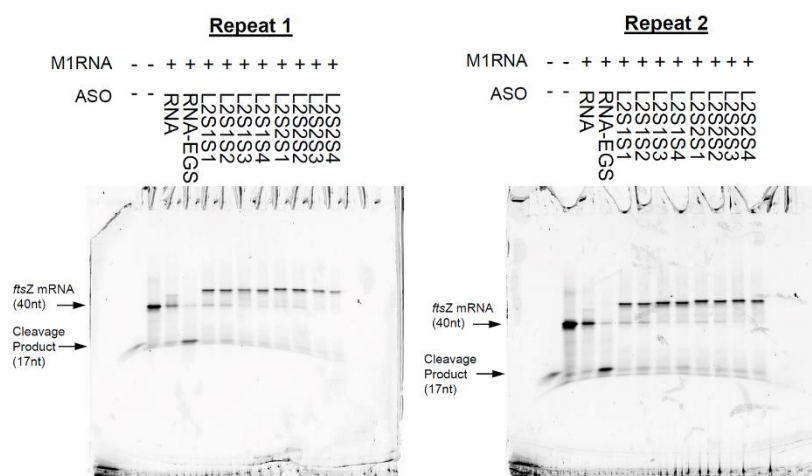 Repeat 1
M1RNA - - + + + + + + + + + +
ASO - - RNA RNA-EGS L2S1S1 L2S1S2 L2S1S3 L2S1S4 L2S2S1 L2S2S2 L2S2S3 L2S2S4
ftsZ mRNA
(40nt)
Cleavage
Product
(17nt)
Repeat 2
M1RNA - - + + + + + + + + + +
ASO - - RNA RNA-EGS L2S1S1 L2S1S2 L2S1S3 L2S1S4 L2S2S1 L2S2S2 L2S2S3 L2S2S4
ftsZ mRNA
(40nt)
Cleavage
Product
(17nt)